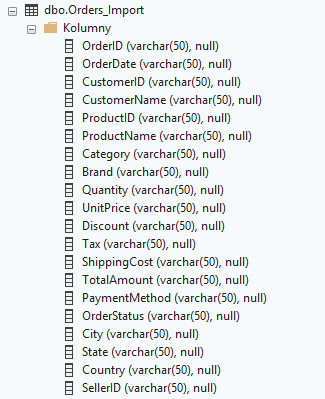 dbo.Orders_Import
Kolumny
OrderID (varchar(50), null)
OrderDate (varchar(50), null)
CustomerID (varchar(50), null)
CustomerName (varchar(50), null)
ProductID (varchar(50), null)
ProductName (varchar(50), null)
Category (varchar(50), null)
Brand (varchar(50), null)
Quantity (varchar(50), null)
UnitPrice (varchar(50), null)
Discount (varchar(50), null)
Tax (varchar(50), null)
ShippingCost (varchar(50), null)
TotalAmount (varchar(50), null)
PaymentMethod (varchar(50), null)
OrderStatus (varchar(50), null)
City (varchar(50), null)
State (varchar(50), null)
Country (varchar(50), null)
SellerID (varchar(50), null)